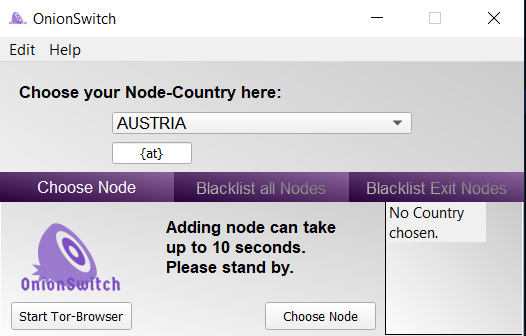 OnionSwitch
Edit Help
Choose your Node-Country here:
AUSTRIA
{at}
Choose Node Blacklist all Nodes Blacklist Exit Nodes
Adding node can take
up to 10 seconds.
Please stand by.
No Country
chosen.
OnionSwitch
Start Tor-Browser
Choose Node